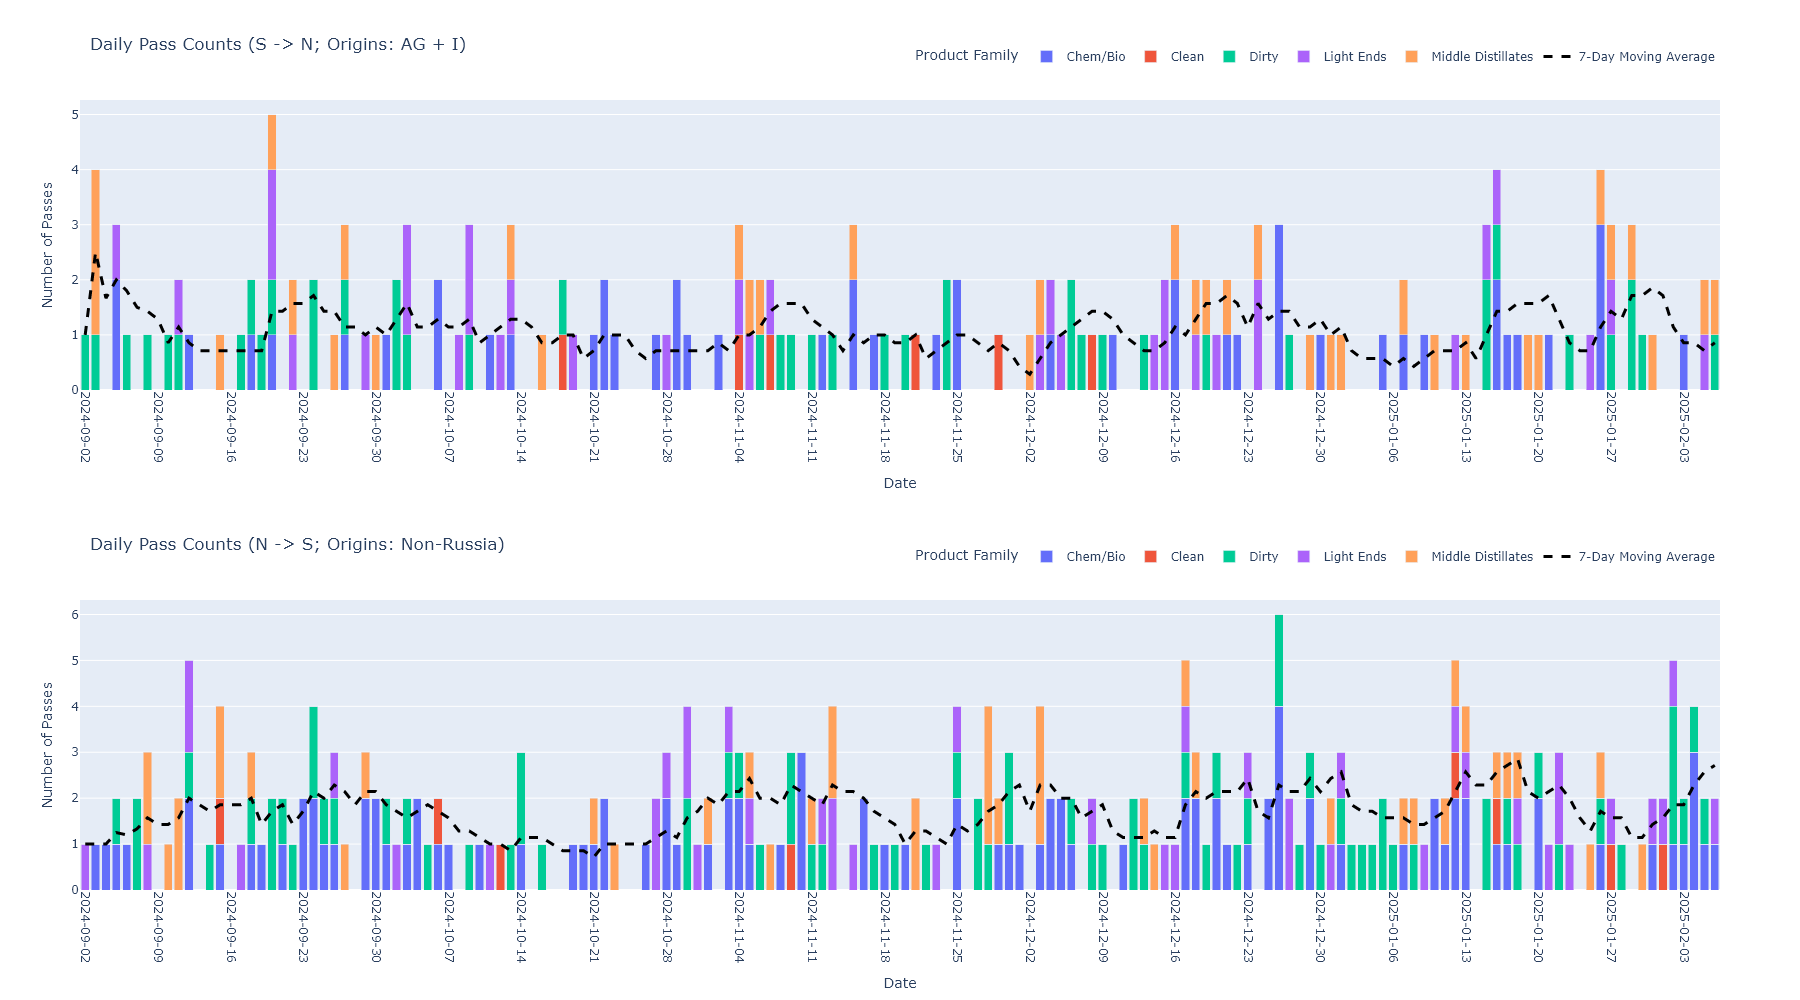 Daily Pass Counts (S -> N; Origins: AG + I)
Product Family
Chem/Bio
Clean
Dirty
Light Ends
Middle Distillates
7-Day Moving Average
Number of Passes
5
4
3
2
1
0
2024-09-02
2024-09-09
2024-09-16
2024-09-23
2024-09-30
2024-10-07
2024-10-14
2024-10-21
2024-10-28
2024-11-04
2024-11-11
2024-11-18
2024-11-25
2024-12-02
2024-12-09
2024-12-16
2024-12-23
2024-12-30
2025-01-06
2025-01-13
2025-01-20
2025-01-27
2025-02-03
Date
Daily Pass Counts (N -> S; Origins: Non-Russia)
Product Family
Chem/Bio
Clean
Dirty
Light Ends
Middle Distillates
7-Day Moving Average
Number of Passes
6
5
4
3
2
1
0
2024-09-02
2024-09-09
2024-09-16
2024-09-23
2024-09-30
2024-10-07
2024-10-14
2024-10-21
2024-10-28
2024-11-04
2024-11-11
2024-11-18
2024-11-25
2024-12-02
2024-12-09
2024-12-16
2024-12-23
2024-12-30
2025-01-06
2025-01-13
2025-01-20
2025-01-27
2025-02-03
Date